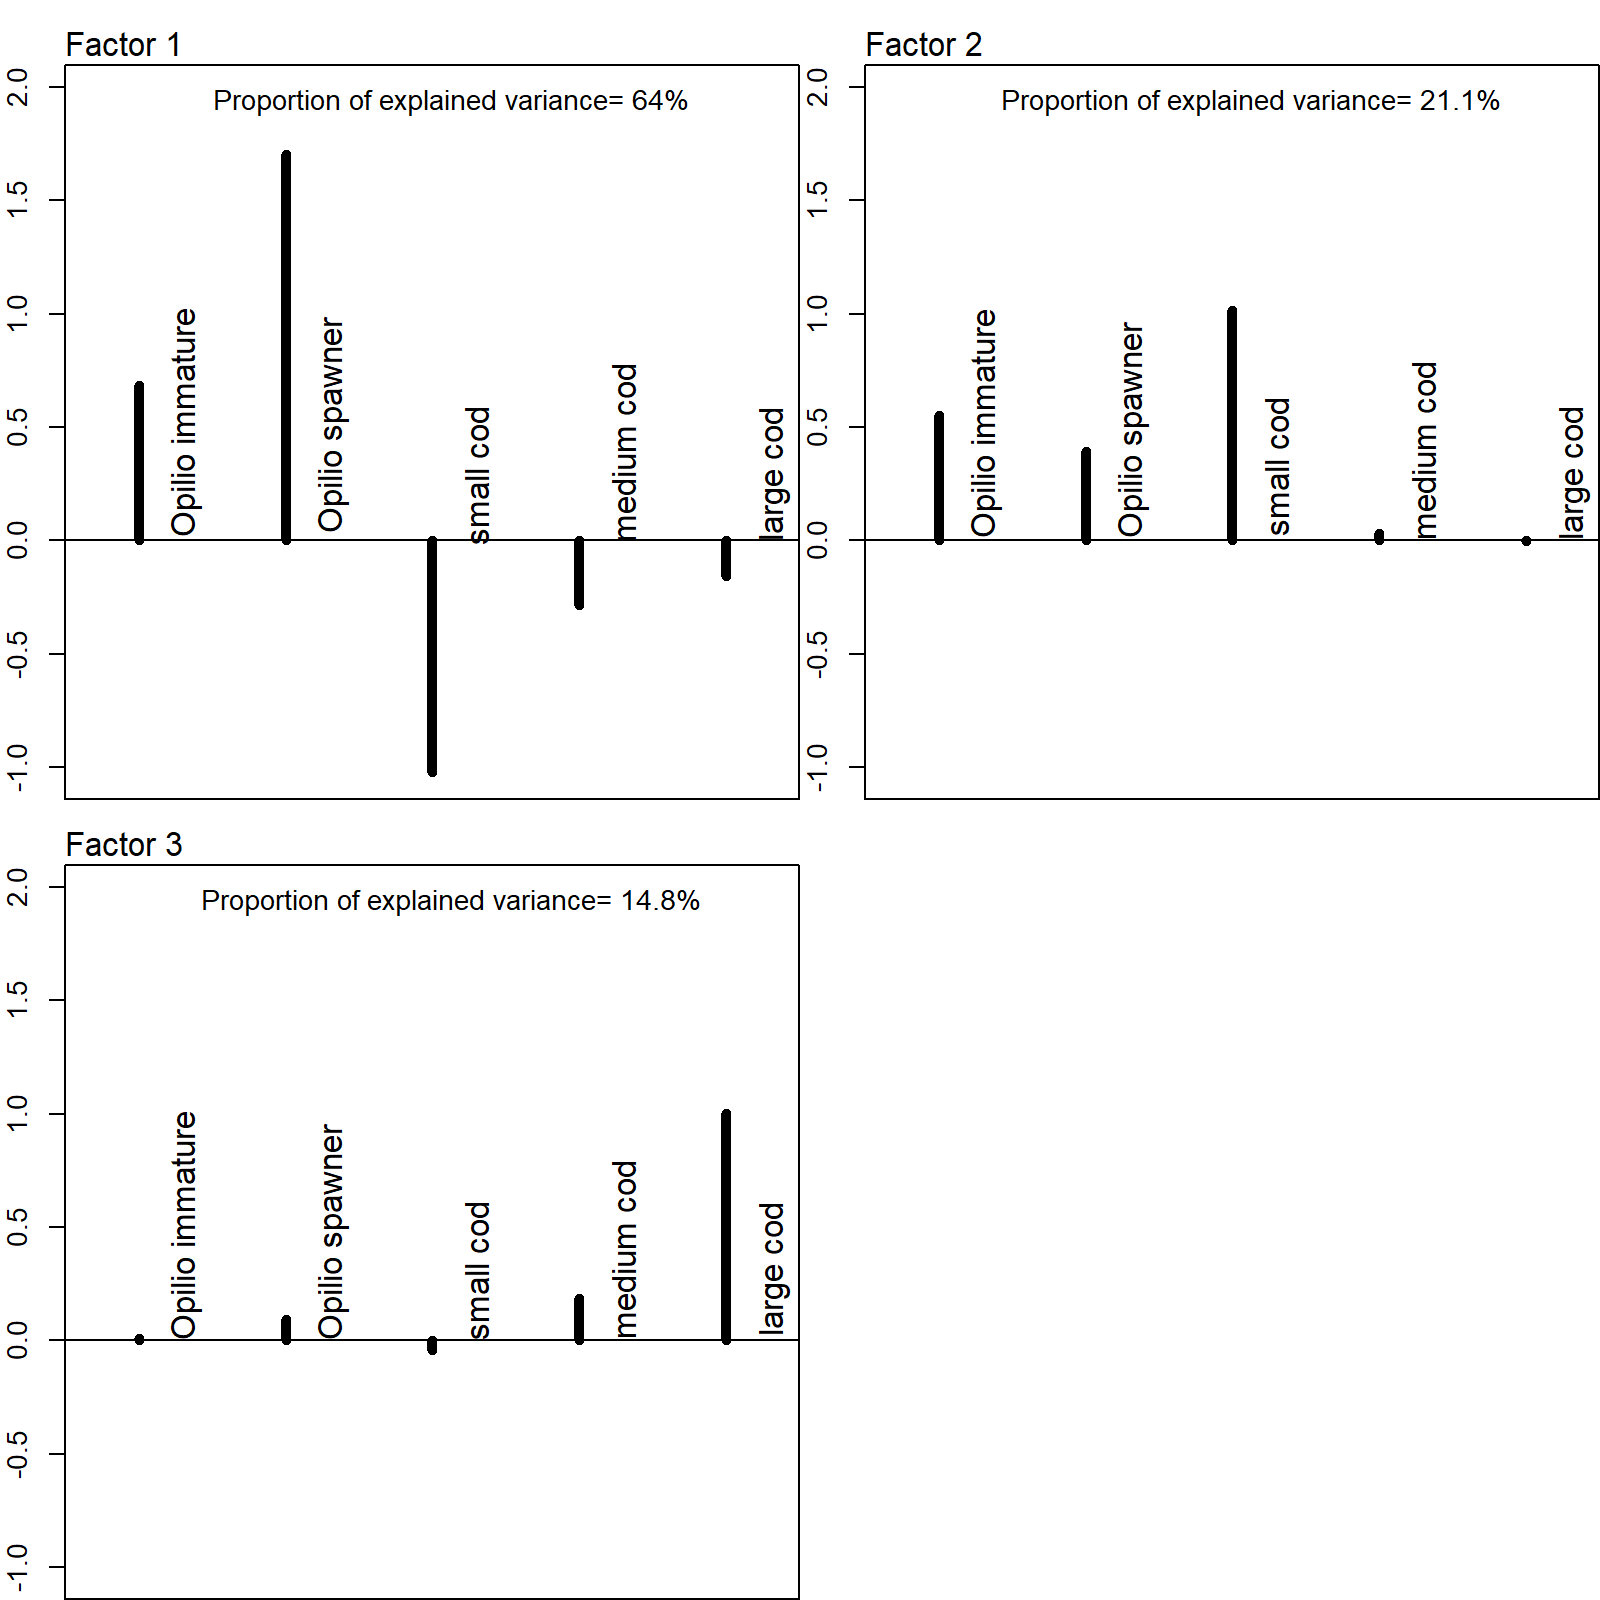 Factor 1
Proportion of explained variance= 64%
2.0
1.5
1.0
0.5
0.0
-0.5
-1.0
Opilio immature
Opilio spawner
small cod
medium cod
large cod
Factor 2
Proportion of explained variance= 21.1%
2.0
1.5
1.0
0.5
0.0
-0.5
-1.0
Opilio immature
Opilio spawner
small cod
medium cod
large cod
Factor 3
Proportion of explained variance= 14.8%
2.0
1.5
1.0
0.5
0.0
-0.5
-1.0
Opilio immature
Opilio spawner
small cod
medium cod
large cod